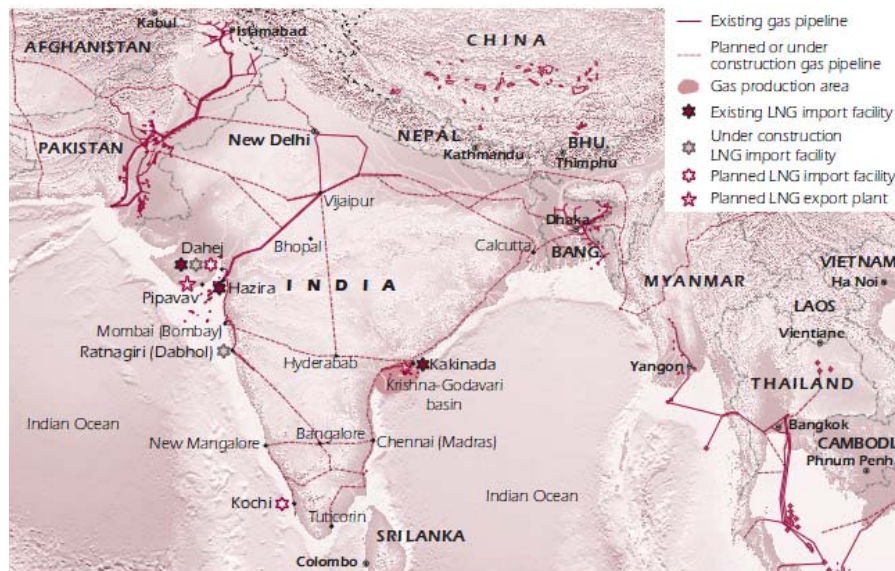 Kabul
Islamabad
AFGHANISTAN
CHINA
PAKISTAN
New Delhi
NEPAL
Kathmandu
BHU.
Thimphu
Vijaipur
Dhaka
BANG.
Dahej
Bhopal
Calcutta
Hazira
INDIA
Pipavav
MYANMAR
VIETNAM
Ha Noi
LAOS
Vientiane
Mombai (Bombay)
Ratnagiri (Dabhol)
Hyderabab
Kakinada
Krishna-Godavari
basin
Yangon
THAILAND
Indian Ocean
New Mangalore
Bangalore
Chennai (Madras)
Bangkok
CAMBODI
Phnum Penh
Kochi
Tuticorin
Indian Ocean
SRI LANKA
Colombo
Existing gas pipeline
Planned or under
construction gas pipeline
Gas production area
Existing LNG import facility
Under construction
LNG import facility
Planned LNG import facility
Planned LNG export plant